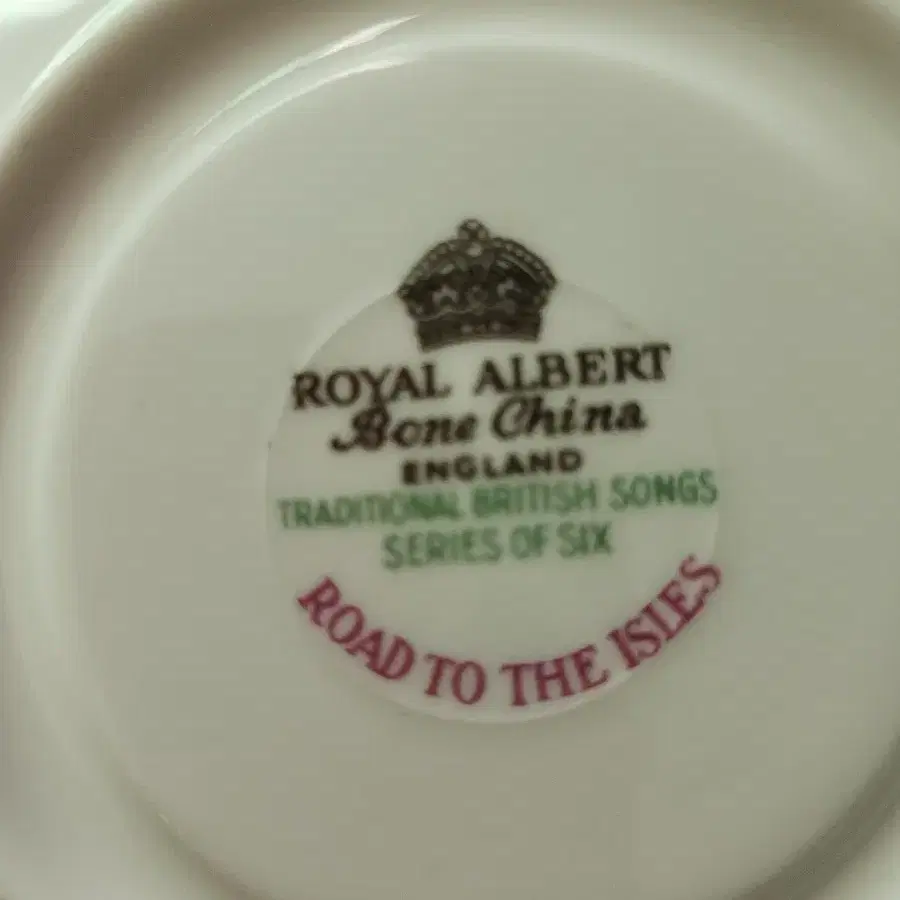 ROYAL ALBERT
Bone China
ENGLAND
TRADITIONAL BRITISH SONGS
SERIES OF SIX
ROAD TO THE ISLES